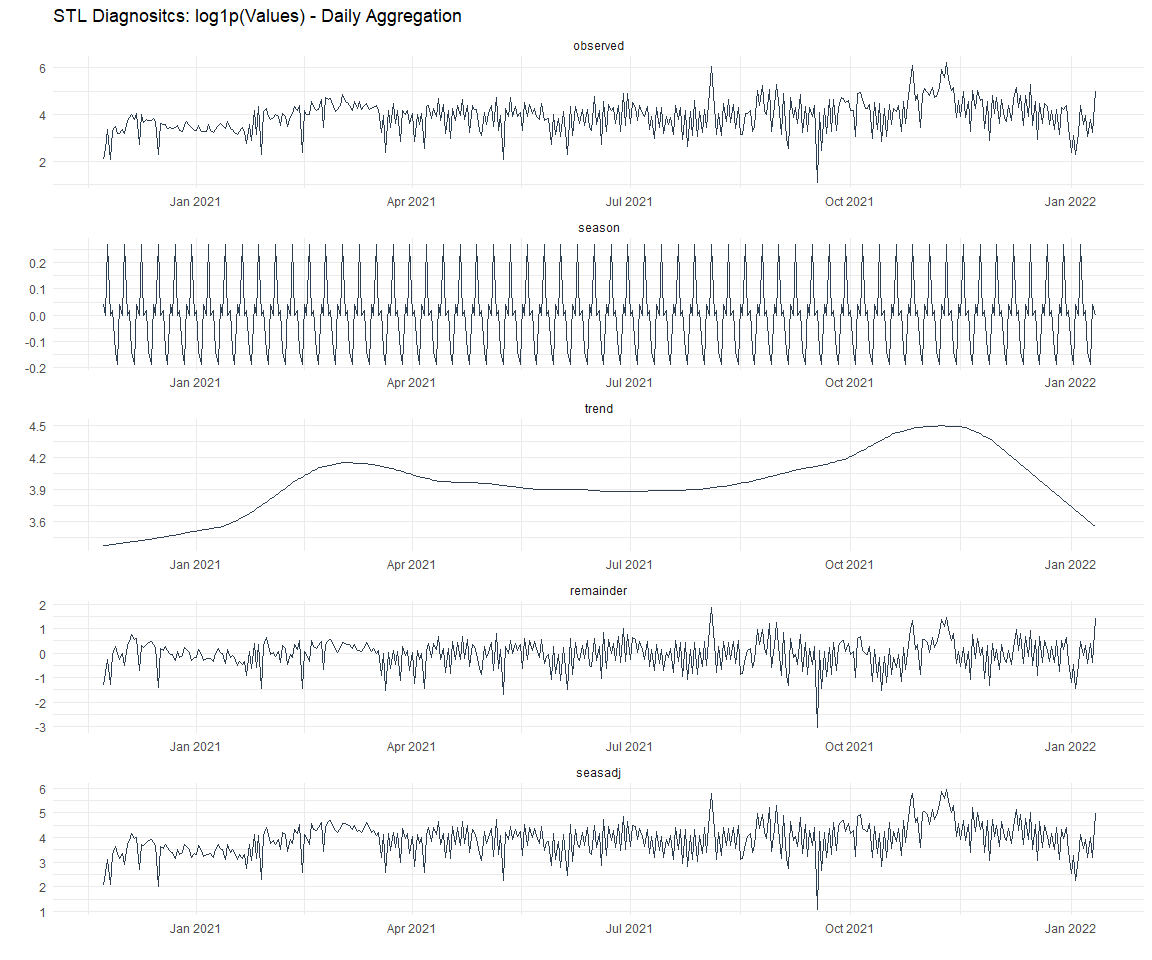 STL Diagnositcs: log1p(Values) - Daily Aggregation
observed
6
4
2
Jan 2021 Apr 2021 Jul 2021 Oct 2021 Jan 2022
season
0.2
0.1
0.0
-0.1
-0.2
Jan 2021 Apr 2021 Jul 2021 Oct 2021 Jan 2022
trend
4.5
4.2
3.9
3.6
Jan 2021 Apr 2021 Jul 2021 Oct 2021 Jan 2022
remainder
2
1
0
-1
-2
-3
Jan 2021 Apr 2021 Jul 2021 Oct 2021 Jan 2022
seasadj
6
5
4
3
2
1
Jan 2021 Apr 2021 Jul 2021 Oct 2021 Jan 2022